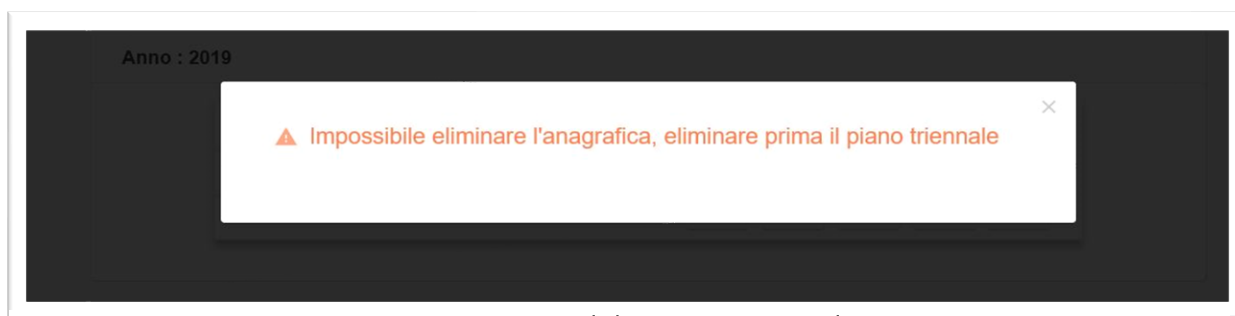 Anno : 2019
Impossibile eliminare l'anagrafica, eliminare prima il piano triennale